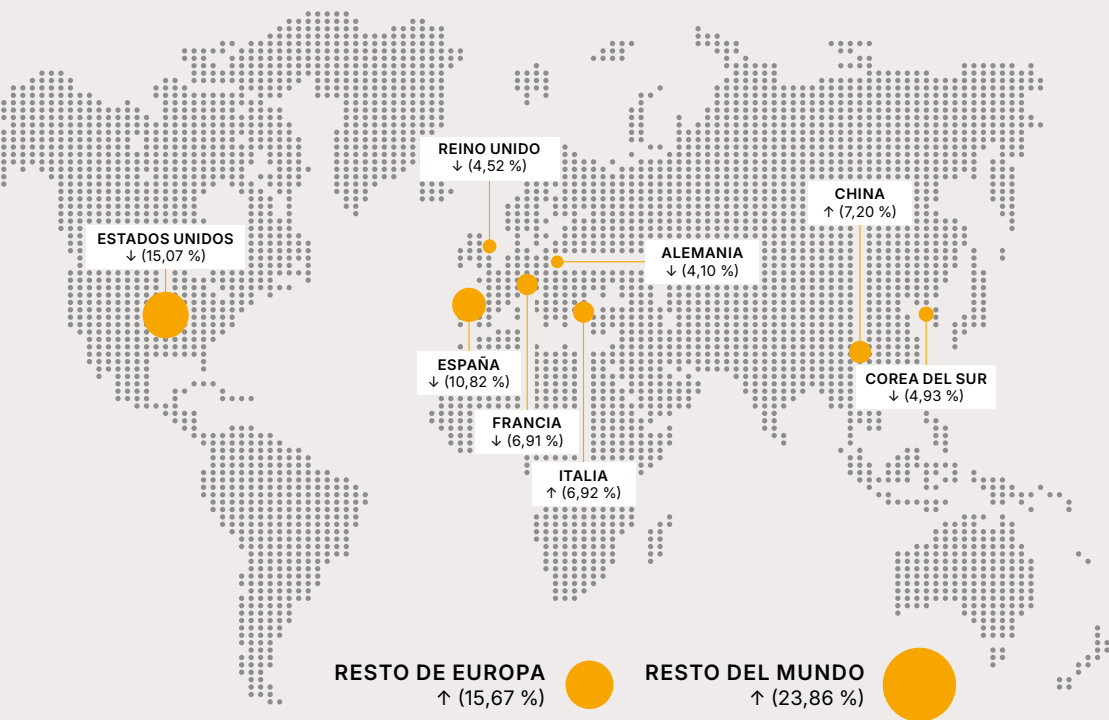 REINO UNIDO
↓ (4,52 %)
CHINA
↑ (7,20 %)
ESTADOS UNIDOS
↓ (15,07 %)
ALEMANIA
↓ (4,10 %)
ESPAÑA
↓ (10,82 %)
COREA DEL SUR
↓ (4,93 %)
FRANCIA
↓ (6,91 %)
ITALIA
↑ (6,92 %)
RESTO DE EUROPA
↑ (15,67 %)
RESTO DEL MUNDO
↑ (23,86 %)